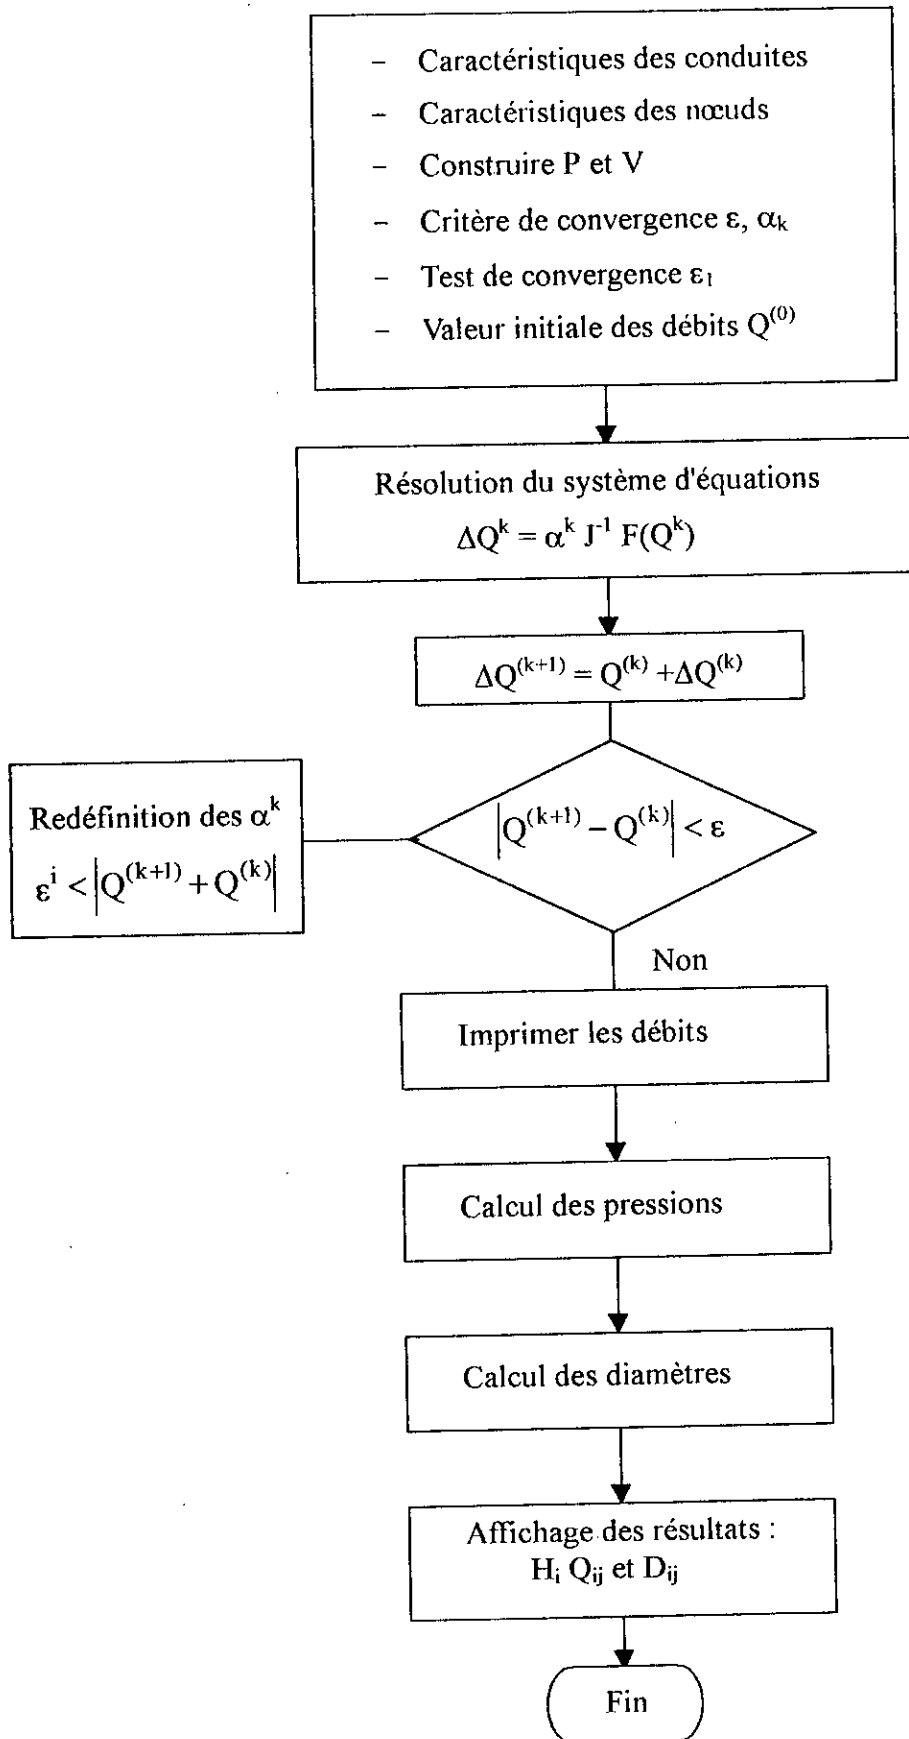 – Caractéristiques des conduites
– Caractéristiques des nœuds
– Construire P et V
– Critère de convergence ε, αₖ
– Test de convergence ε₁
– Valeur initiale des débits Q⁽⁰⁾
Résolution du système d'équations
ΔQᵏ = αᵏ J⁻¹ F(Qᵏ)
ΔQ⁽ᵏ⁺¹⁾ = Q⁽ᵏ⁾ +ΔQ⁽ᵏ⁾
|Q⁽ᵏ⁺¹⁾ – Q⁽ᵏ⁾| < ε
Redéfinition des αᵏ
εⁱ < |Q⁽ᵏ⁺¹⁾ + Q⁽ᵏ⁾|
Non
Imprimer les débits
Calcul des pressions
Calcul des diamètres
Affichage des résultats :
Hᵢ Qᵢⱼ et Dᵢⱼ
Fin